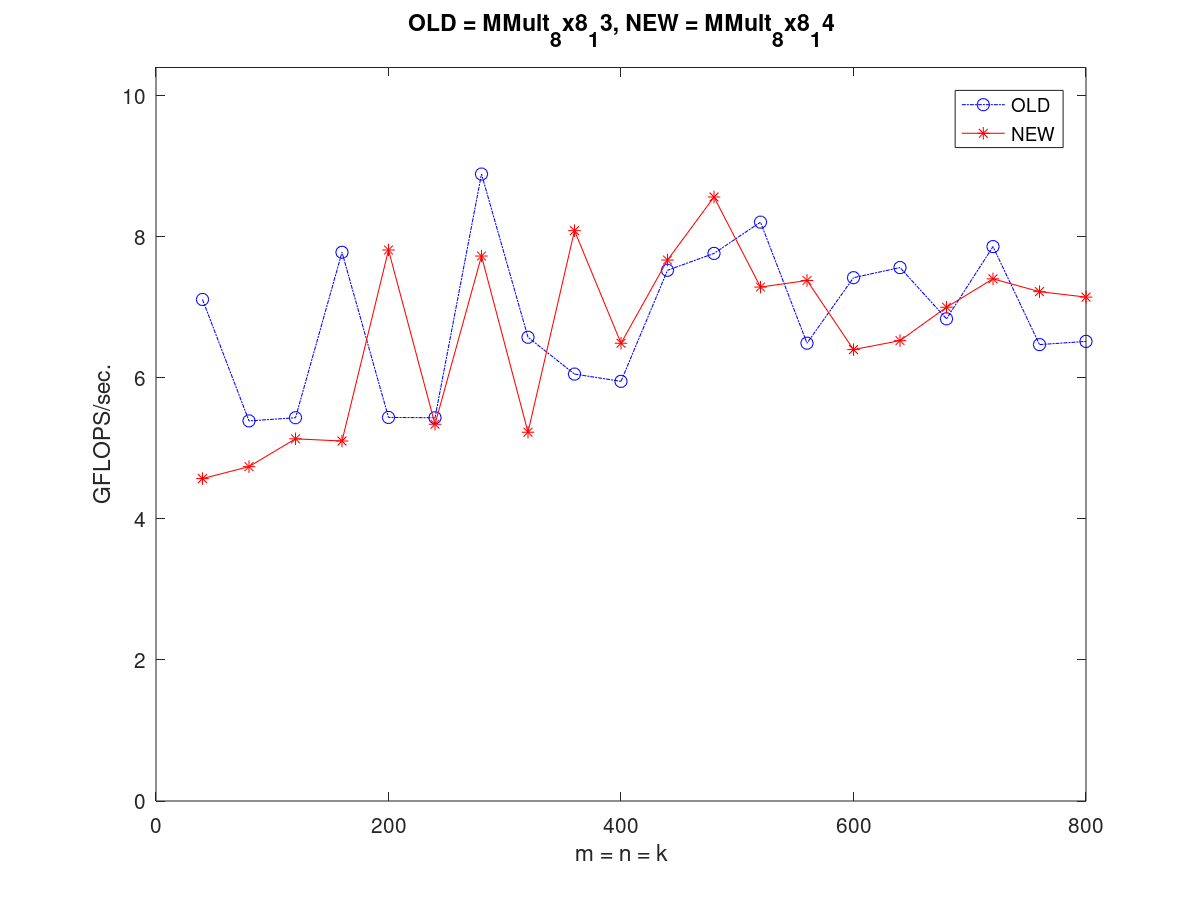 OLD = MMult8x813, NEW = MMult8x814
OLD
NEW
10
8
6
4
2
0
GFLOPS/sec.
0 200 400 600 800
m = n = k